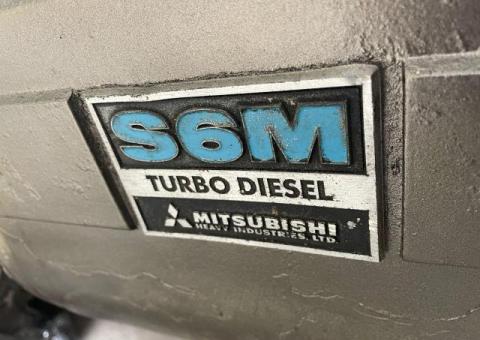 S6M
TURBO DIESEL
MITSUBISHI
HEAVY INDUSTRIES, LTD.